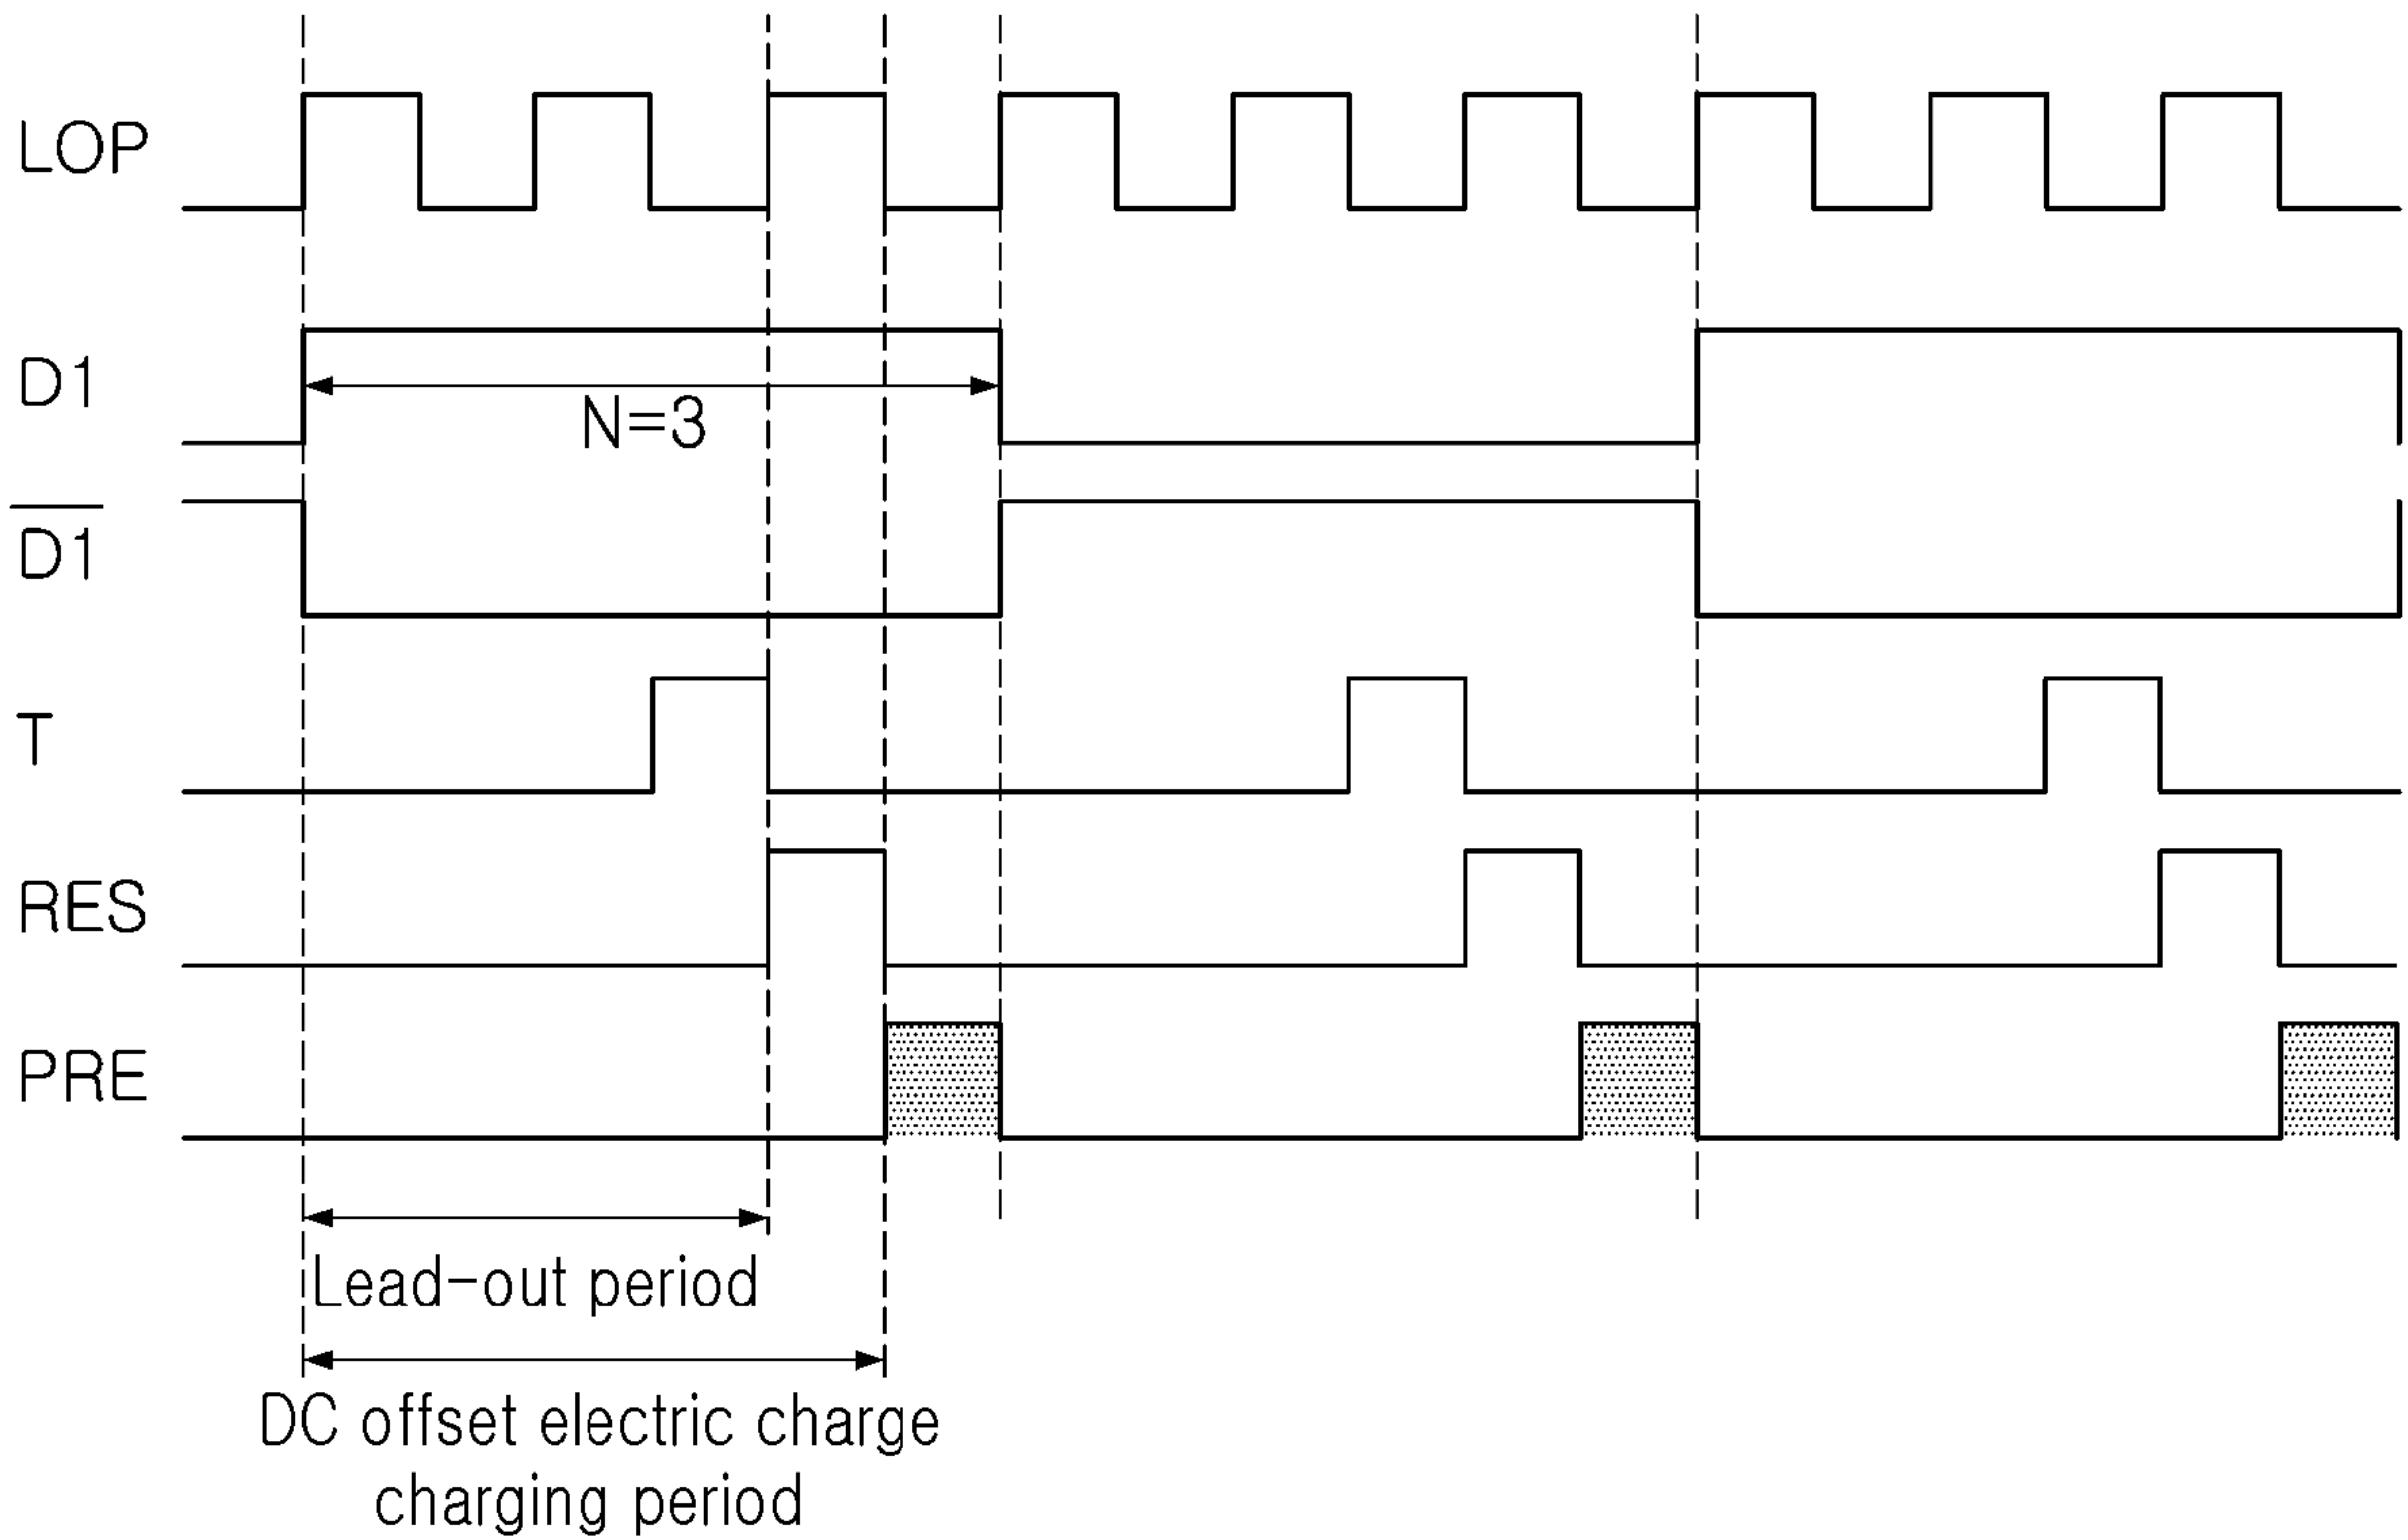 LOP
D1
N=3
D1
T
RES
PRE
Lead-out period
DC offset electric charge
charging period